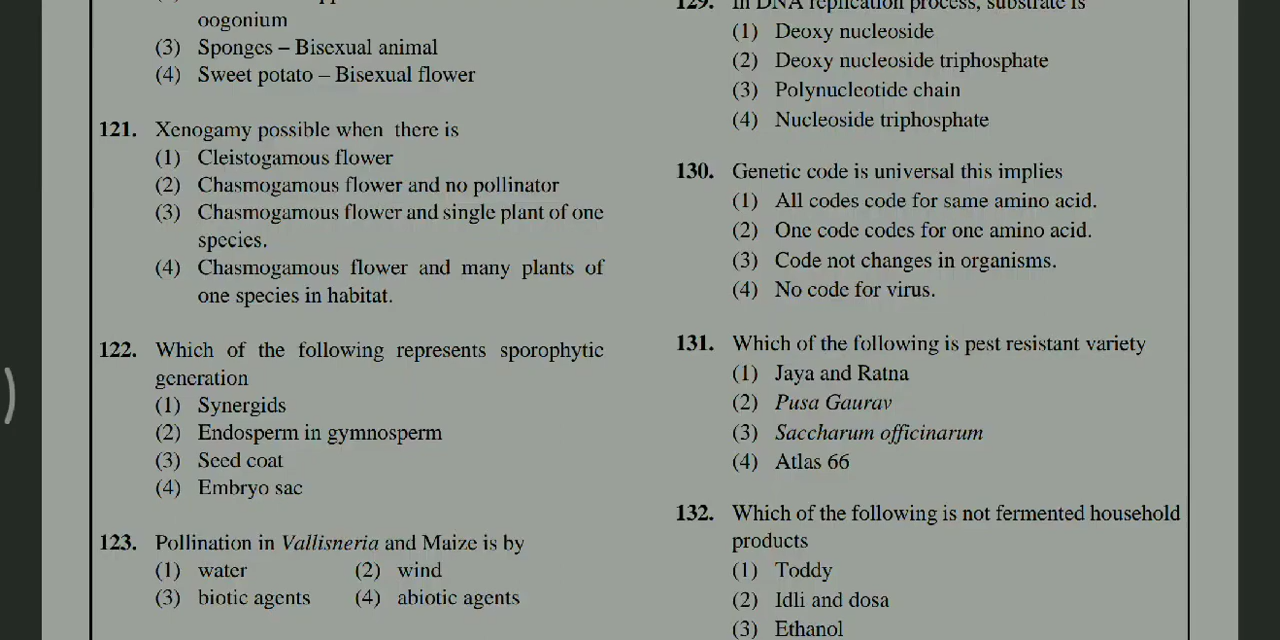 oogonium
(3) Sponges – Bisexual animal
(4) Sweet potato – Bisexual flower
121. Xenogamy possible when there is
(1) Cleistogamous flower
(2) Chasmogamous flower and no pollinator
(3) Chasmogamous flower and single plant of one
species.
(4) Chasmogamous flower and many plants of
one species in habitat.
122. Which of the following represents sporophytic
generation
(1) Synergids
(2) Endosperm in gymnosperm
(3) Seed coat
(4) Embryo sac
123. Pollination in Vallisneria and Maize is by
(1) water (2) wind
(3) biotic agents (4) abiotic agents
129. In DNA replication process, substrate is
(1) Deoxy nucleoside
(2) Deoxy nucleoside triphosphate
(3) Polynucleotide chain
(4) Nucleoside triphosphate
130. Genetic code is universal this implies
(1) All codes code for same amino acid.
(2) One code codes for one amino acid.
(3) Code not changes in organisms.
(4) No code for virus.
131. Which of the following is pest resistant variety
(1) Jaya and Ratna
(2) Pusa Gaurav
(3) Saccharum officinarum
(4) Atlas 66
132. Which of the following is not fermented household
products
(1) Toddy
(2) Idli and dosa
(3) Ethanol